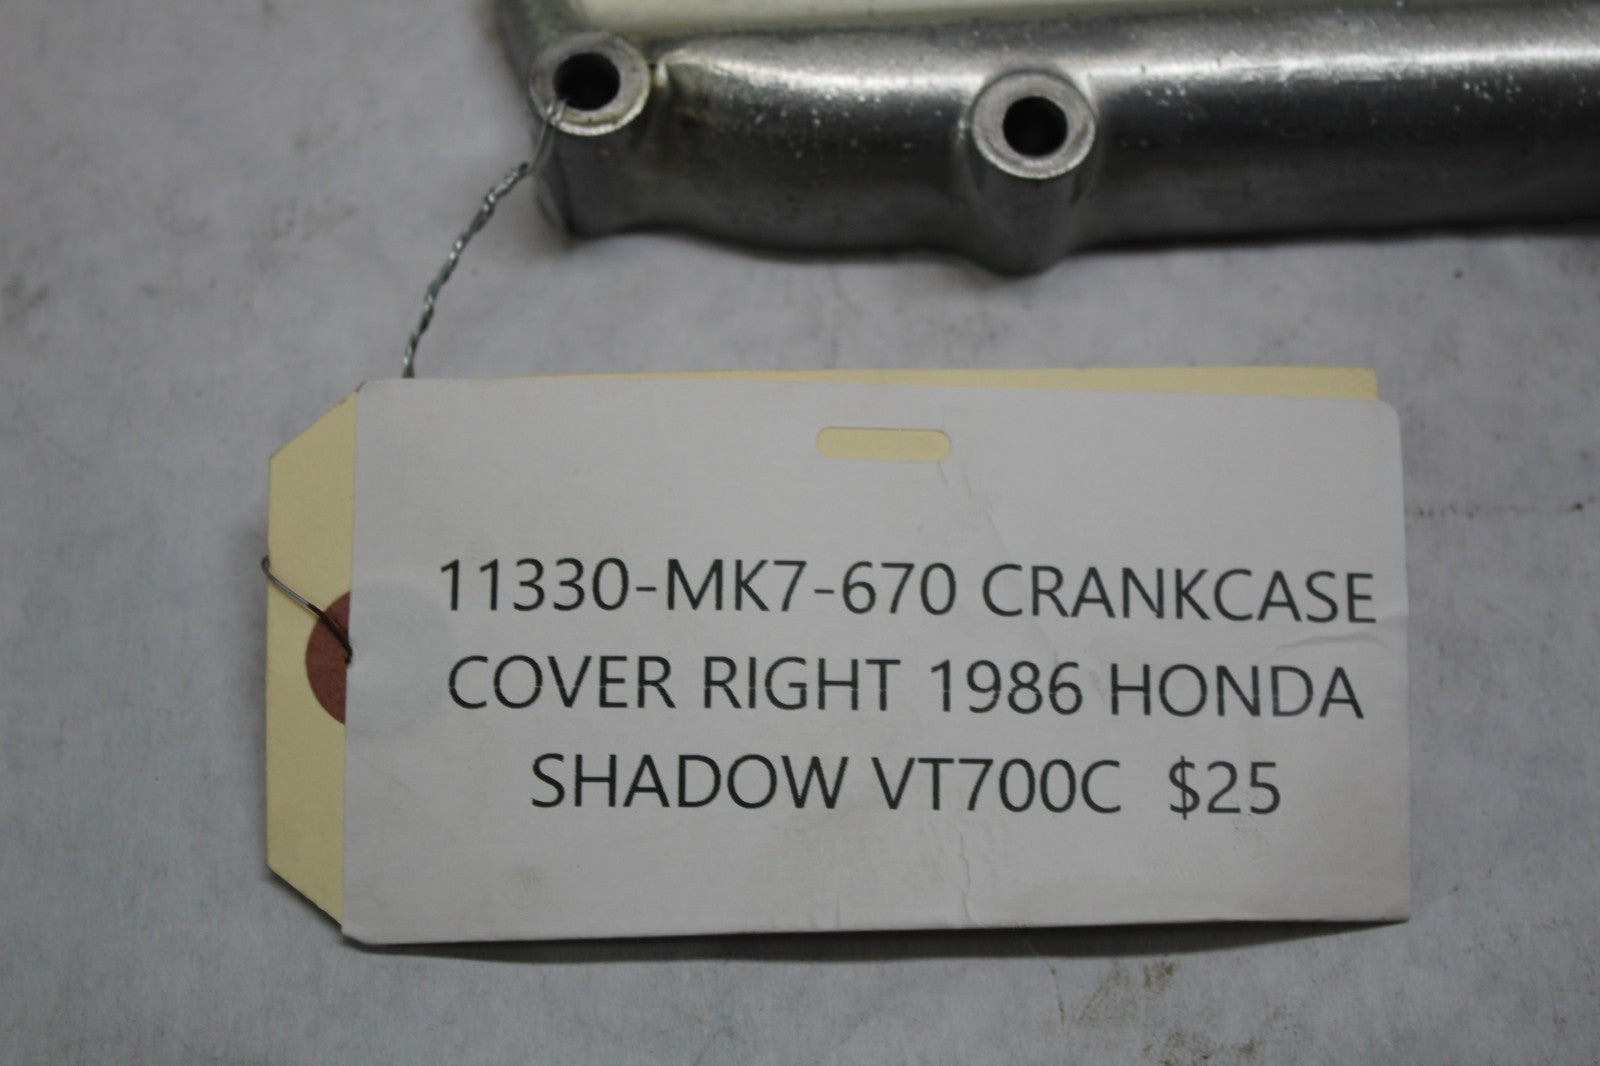 11330-MK7-670 CRANKCASE
COVER RIGHT 1986 HONDA
SHADOW VT700C $25